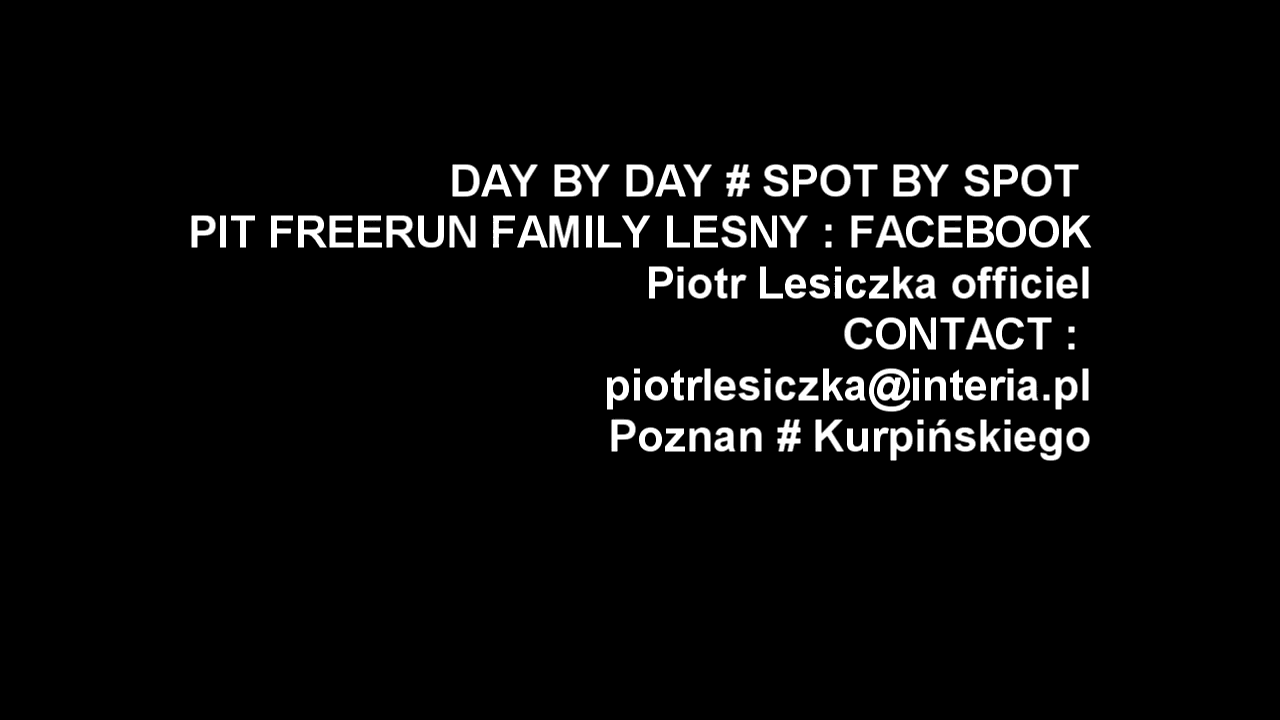 DAY BY DAY # SPOT BY SPOT
PIT FREERUN FAMILY LESNY : FACEBOOK
Piotr Lesiczka officiel
CONTACT :
piotrlesiczka@interia.pl
Poznan # Kurpińskiego